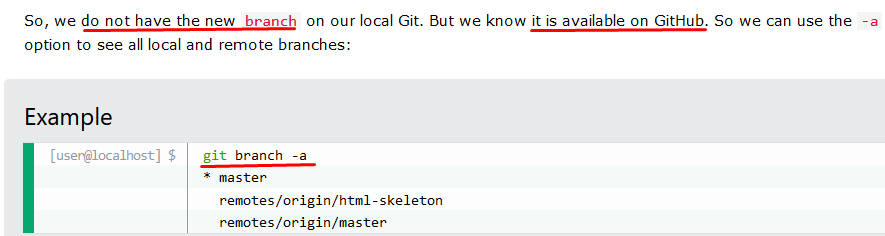 So, we do not have the new branch on our local Git. But we know it is available on GitHub. So we can use the -a
option to see all local and remote branches:
Example
[user@localhost] $ git branch -a
* master
remotes/origin/html-skeleton
remotes/origin/master